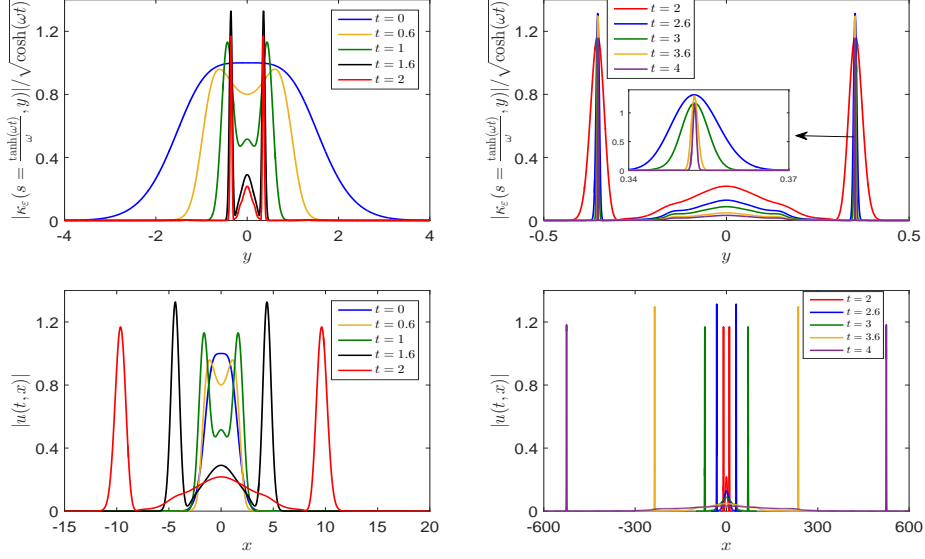 |κ_ε(s = tanh(ωt)/ω, y)|/√cosh(ωt)
1.2
0.8
0.4
0
-4
-2
0
2
4
y
t = 0
t = 0.6
t = 1
t = 1.6
t = 2
|κ_ε(s = tanh(ωt)/ω, y)|/√cosh(ωt)
1.2
0.8
0.4
0
-0.5
0
0.5
y
t = 2
t = 2.6
t = 3
t = 3.6
t = 4
1
0.5
0
0.34
0.37
|u(t, x)|
1.2
0.8
0.4
0
-15
-10
-5
0
5
10
15
20
x
t = 0
t = 0.6
t = 1
t = 1.6
t = 2
|u(t, x)|
1.2
0.8
0.4
0
-600
-300
0
300
600
x
t = 2
t = 2.6
t = 3
t = 3.6
t = 4